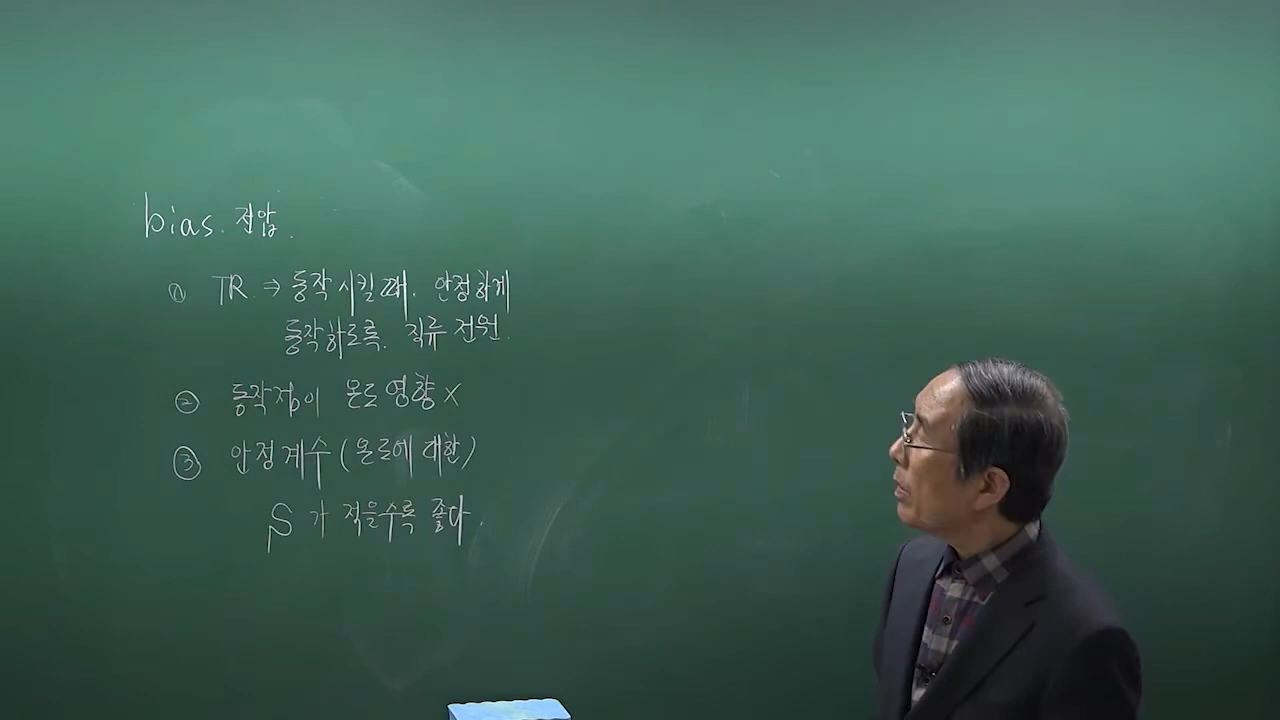 bias. 전압.
① TR ⇒ 동작시킬때. 안정하게
동작하도록. 직류 전원.
② 동작점이 온도 영향 X
③ 안정계수 (온도에 대한)
S가 적을수록 좋다.